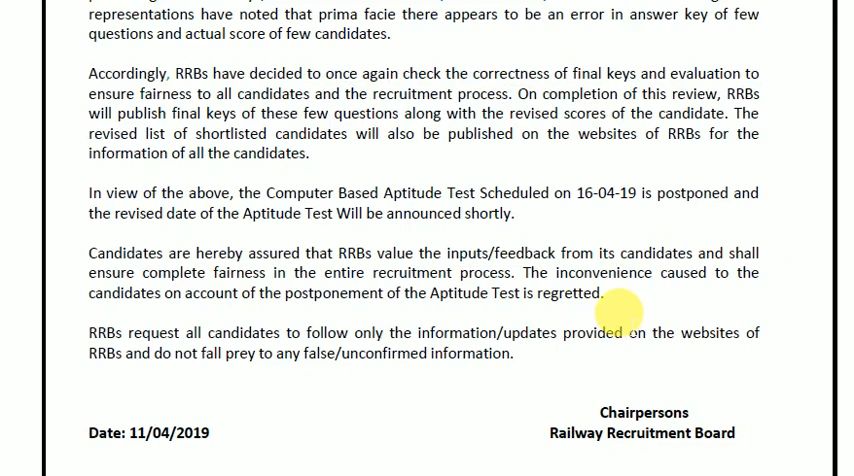 representations have noted that prima facie there appears to be an error in answer key of few
questions and actual score of few candidates.
Accordingly, RRBs have decided to once again check the correctness of final keys and evaluation to
ensure fairness to all candidates and the recruitment process. On completion of this review, RRBs
will publish final keys of these few questions along with the revised scores of the candidate. The
revised list of shortlisted candidates will also be published on the websites of RRBs for the
information of all the candidates.
In view of the above, the Computer Based Aptitude Test Scheduled on 16-04-19 is postponed and
the revised date of the Aptitude Test Will be announced shortly.
Candidates are hereby assured that RRBs value the inputs/feedback from its candidates and shall
ensure complete fairness in the entire recruitment process. The inconvenience caused to the
candidates on account of the postponement of the Aptitude Test is regretted.
RRBs request all candidates to follow only the information/updates provided on the websites of
RRBs and do not fall prey to any false/unconfirmed information.
Chairpersons
Date: 11/04/2019 Railway Recruitment Board